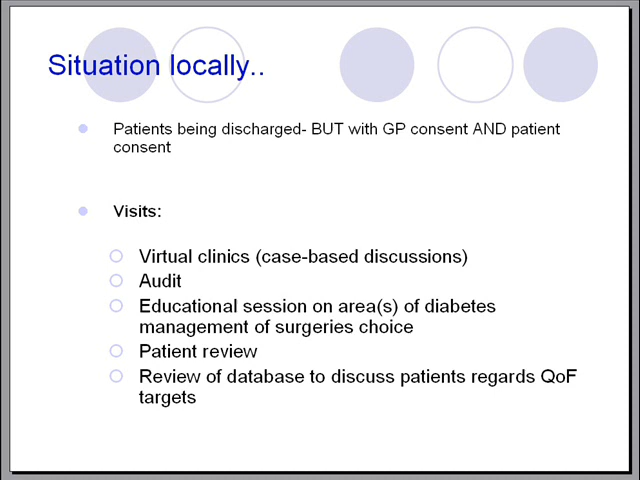 Situation locally..
Patients being discharged- BUT with GP consent AND patient
consent
Visits:
Virtual clinics (case-based discussions)
Audit
Educational session on area(s) of diabetes
management of surgeries choice
Patient review
Review of database to discuss patients regards QoF
targets